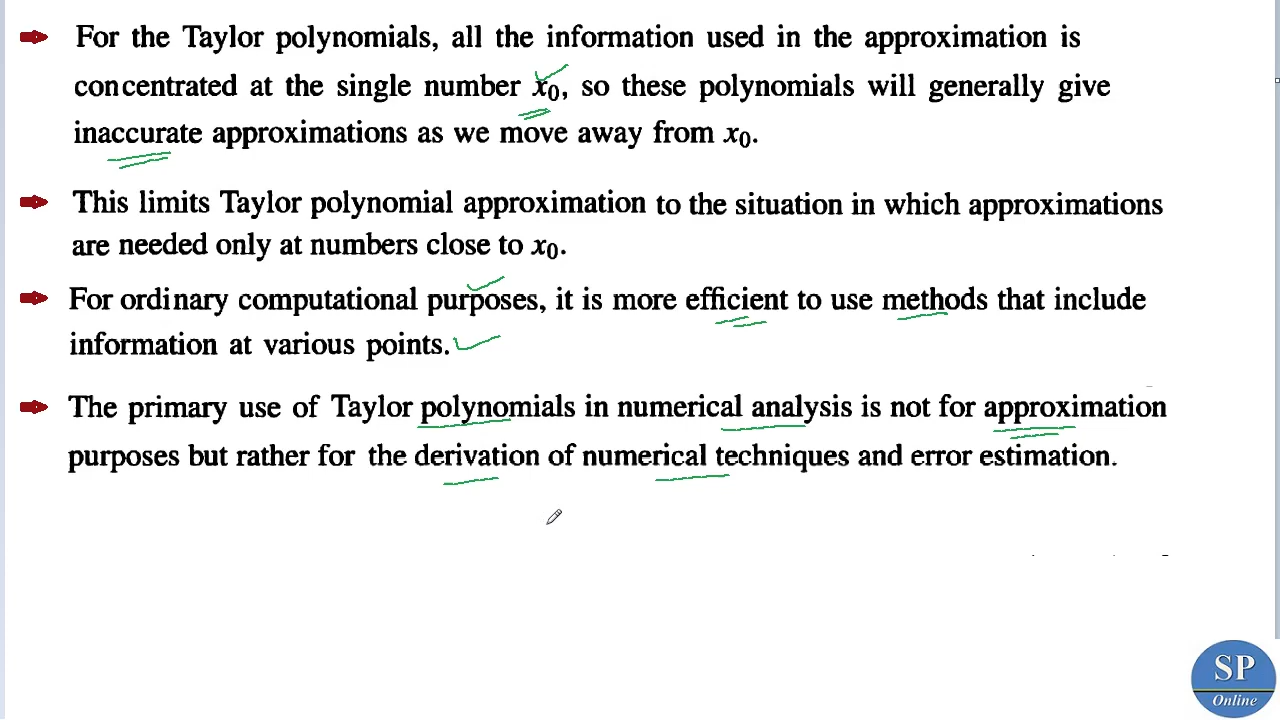 For the Taylor polynomials, all the information used in the approximation is
concentrated at the single number x₀, so these polynomials will generally give
inaccurate approximations as we move away from x₀.
This limits Taylor polynomial approximation to the situation in which approximations
are needed only at numbers close to x₀.
For ordinary computational purposes, it is more efficient to use methods that include
information at various points.
The primary use of Taylor polynomials in numerical analysis is not for approximation
purposes but rather for the derivation of numerical techniques and error estimation.
SP
Online